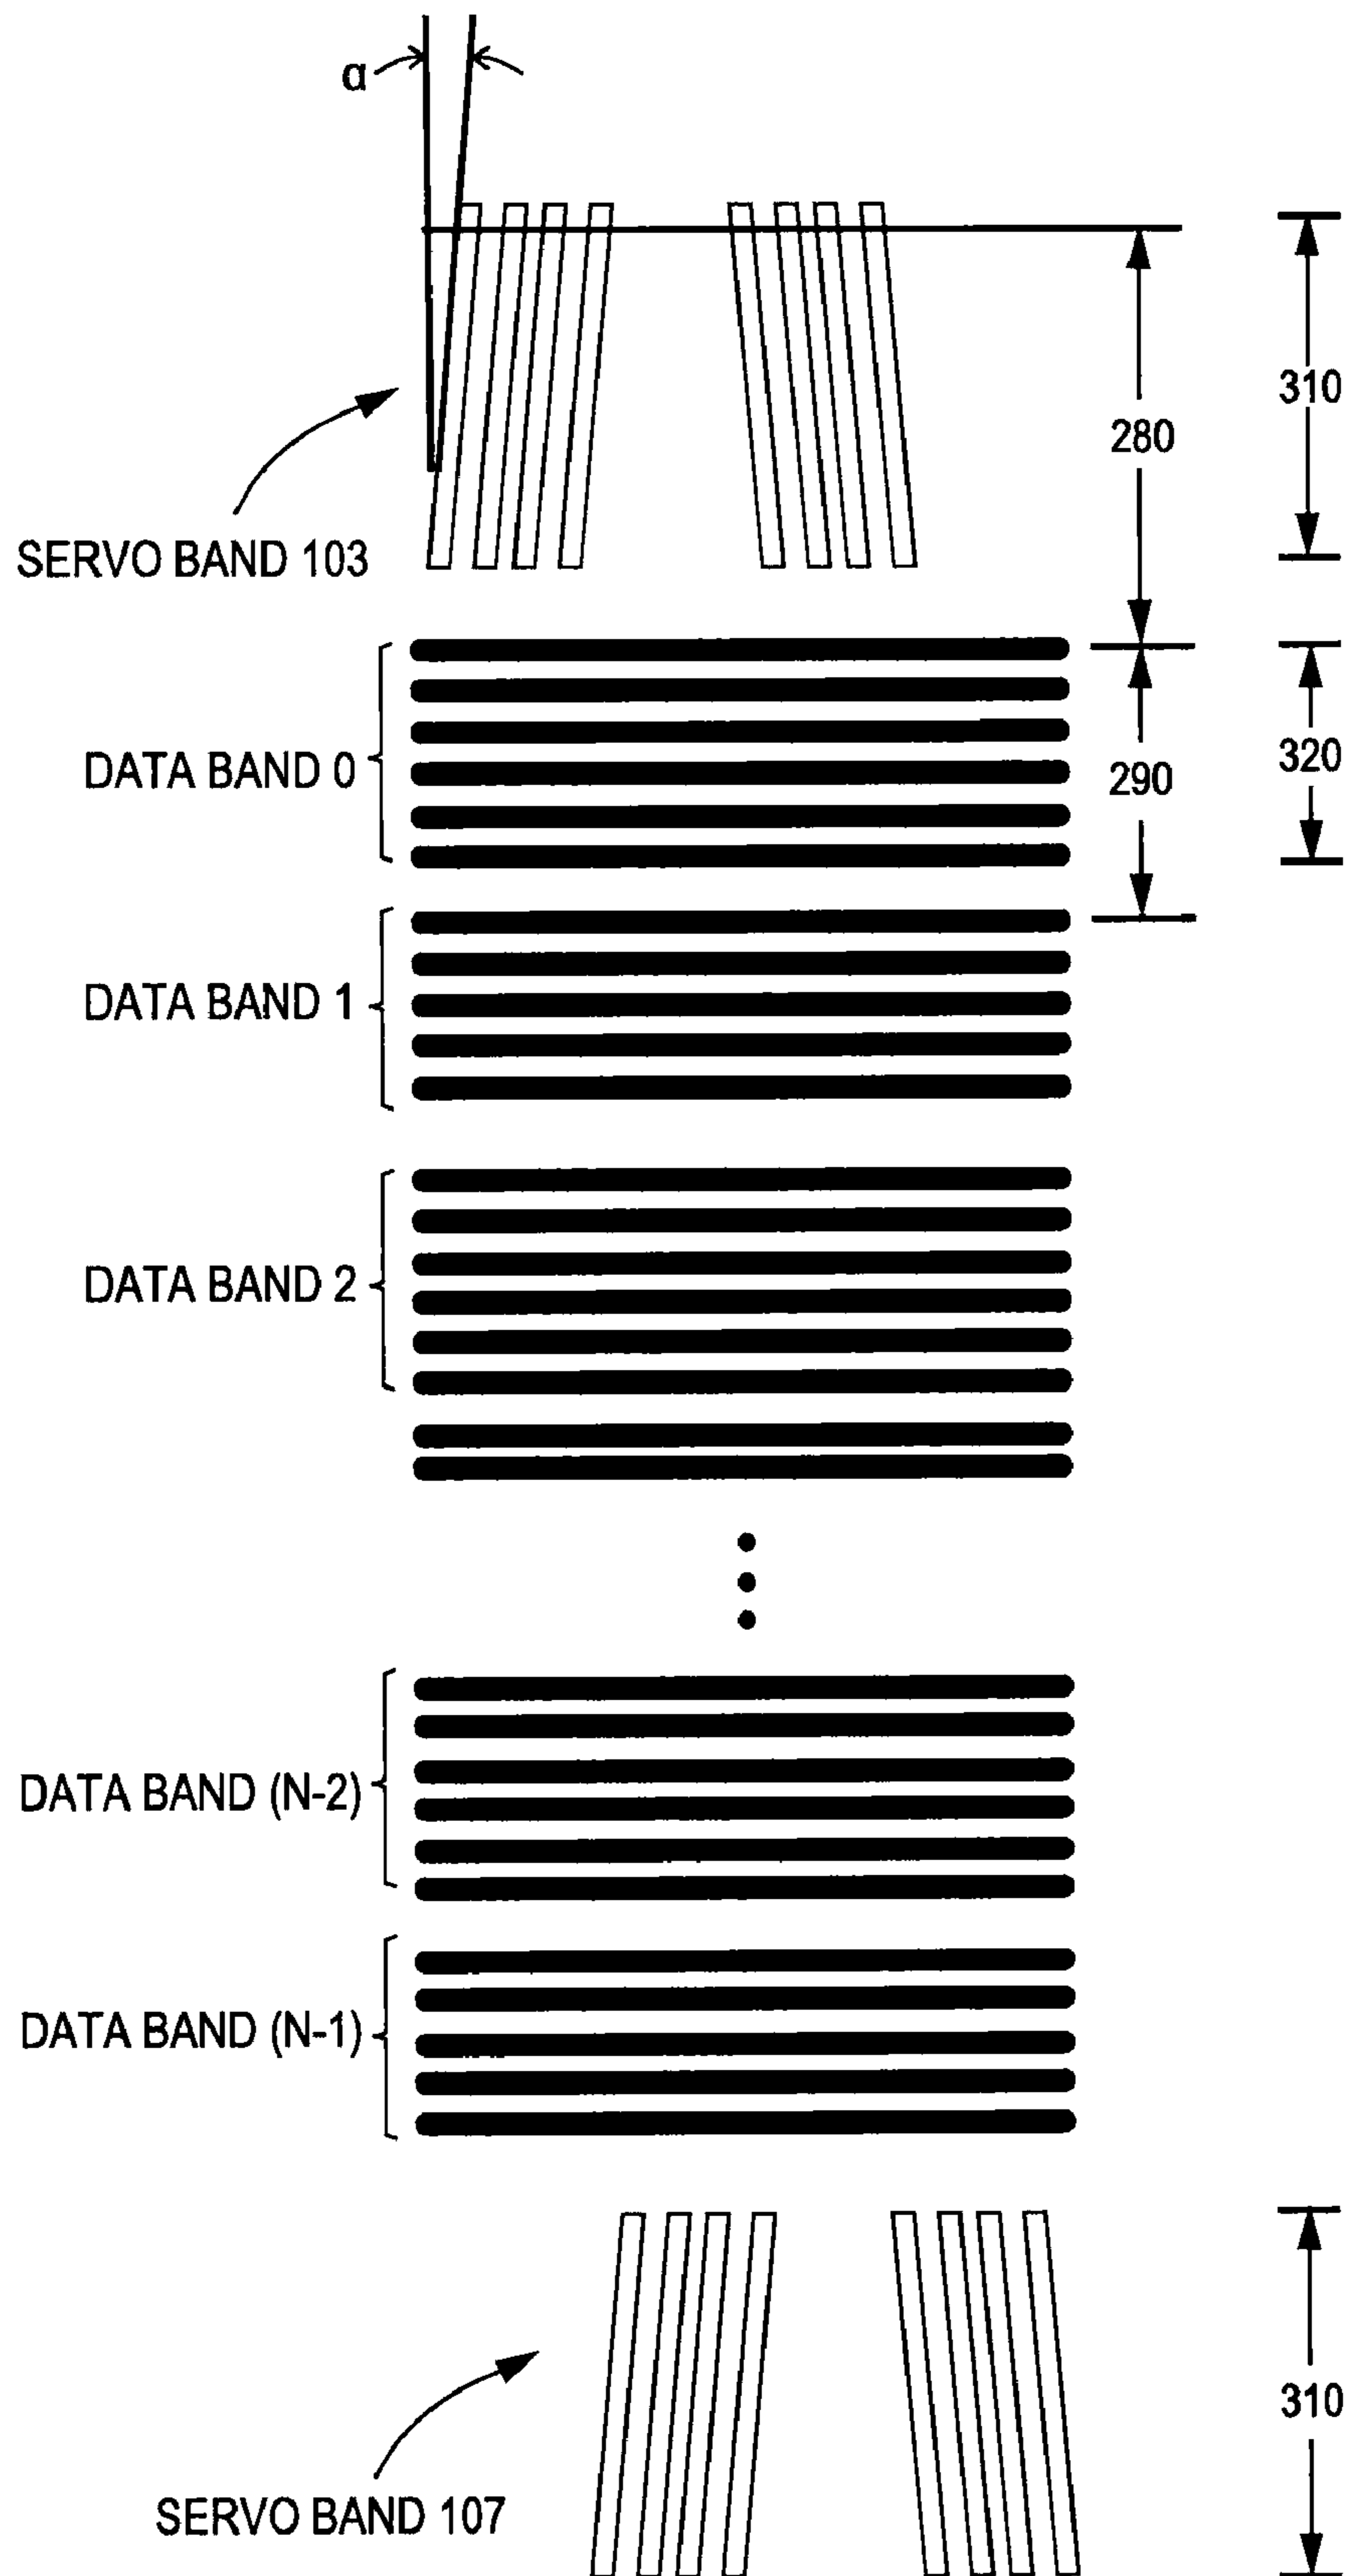 α
310
280
SERVO BAND 103
DATA BAND 0
290
320
DATA BAND 1
DATA BAND 2
DATA BAND (N-2)
DATA BAND (N-1)
310
SERVO BAND 107